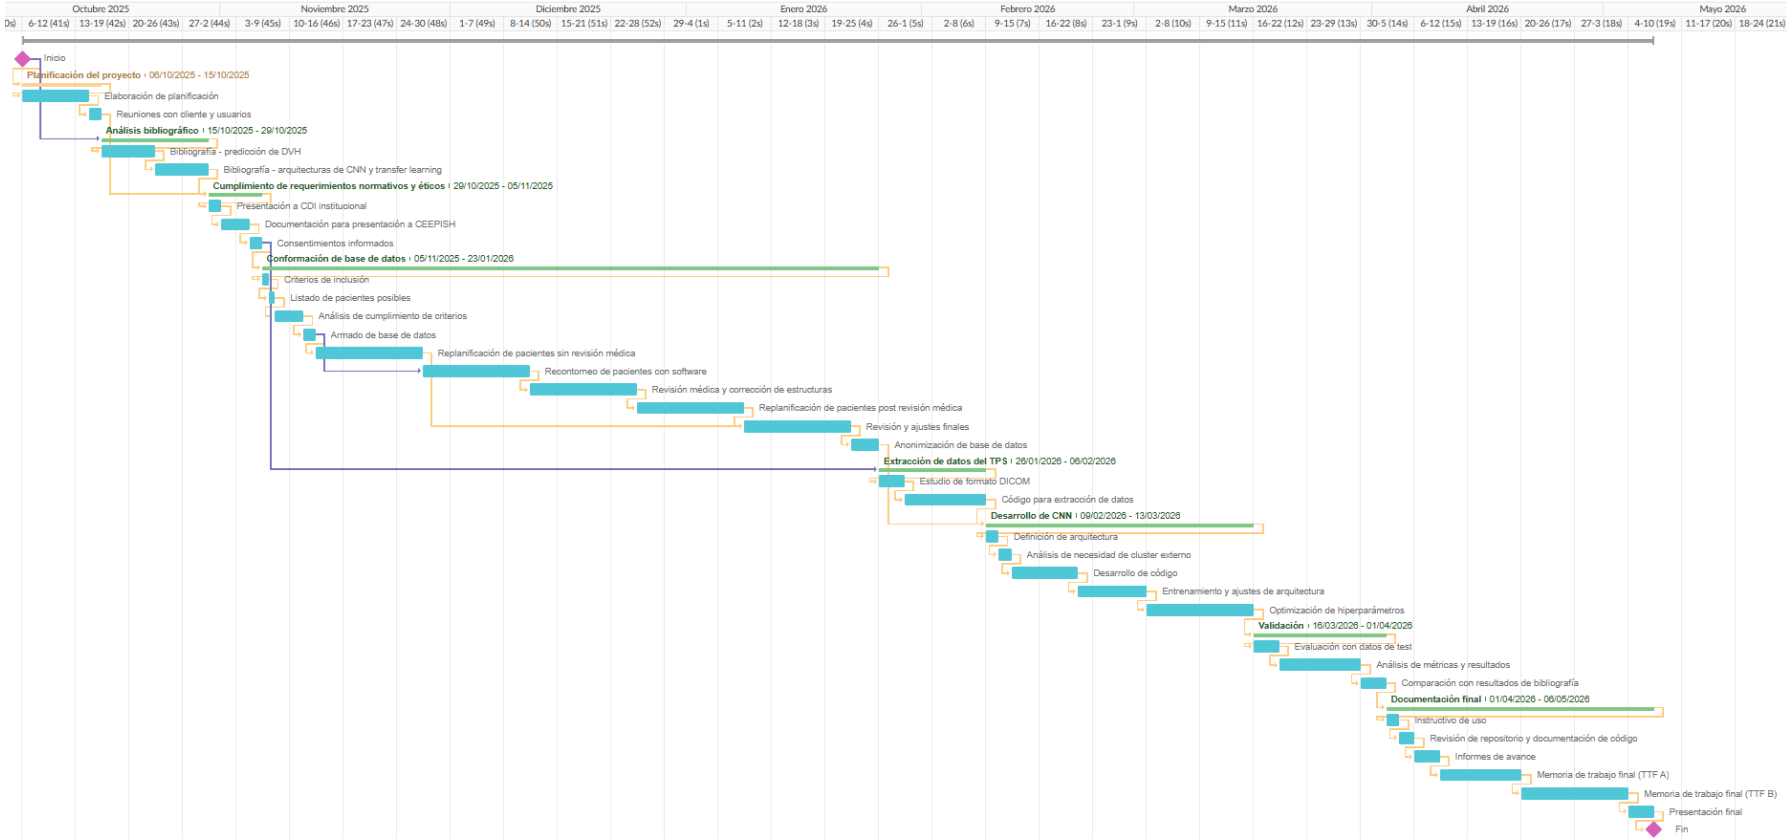 Octubre 2025 Noviembre 2025 Diciembre 2025 Enero 2026 Febrero 2026 Marzo 2026 Abril 2026 Mayo 2026
0s) 6-12 (41s) 13-19 (42s) 20-26 (43s) 27-2 (44s) 3-9 (45s) 10-16 (46s) 17-23 (47s) 24-30 (48s) 1-7 (49s) 8-14 (50s) 15-21 (51s) 22-28 (52s) 29-4 (1s) 5-11 (2s) 12-18 (3s) 19-25 (4s) 26-1 (5s) 2-8 (6s) 9-15 (7s) 16-22 (8s) 23-1 (9s) 2-8 (10s) 9-15 (11s) 16-22 (12s) 23-29 (13s) 30-5 (14s) 6-12 (15s) 13-19 (16s) 20-26 (17s) 27-3 (18s) 4-10 (19s) 11-17 (20s) 18-24 (21s)
Inicio
Planificación del proyecto : 06/10/2025 - 15/10/2025
Elaboración de planificación
Reuniones con cliente y usuarios
Análisis bibliográfico : 15/10/2025 - 29/10/2025
Bibliografía - predicción de DVH
Bibliografía - arquitecturas de CNN y transfer learning
Cumplimiento de requerimientos normativos y éticos : 29/10/2025 - 05/11/2025
Presentación a CDI institucional
Documentación para presentación a CEEPISH
Consentimientos informados
Conformación de base de datos : 05/11/2025 - 23/01/2026
Criterios de inclusión
Listado de pacientes posibles
Análisis de cumplimiento de criterios
Armado de base de datos
Replanificación de pacientes sin revisión médica
Recontorneo de pacientes con software
Revisión médica y corrección de estructuras
Replanificación de pacientes post revisión médica
Revisión y ajustes finales
Anonimización de base de datos
Extracción de datos del TPS : 26/01/2026 - 06/02/2026
Estudio de formato DICOM
Código para extracción de datos
Desarrollo de CNN : 09/02/2026 - 13/03/2026
Definición de arquitectura
Análisis de necesidad de cluster externo
Desarrollo de código
Entrenamiento y ajustes de arquitectura
Optimización de hiperparámetros
Validación : 16/03/2026 - 01/04/2026
Evaluación con datos de test
Análisis de métricas y resultados
Comparación con resultados de bibliografía
Documentación final : 01/04/2026 - 06/05/2026
Instructivo de uso
Revisión de repositorio y documentación de código
Informes de avance
Memoria de trabajo final (TTF A)
Memoria de trabajo final (TTF B)
Presentación final
Fin